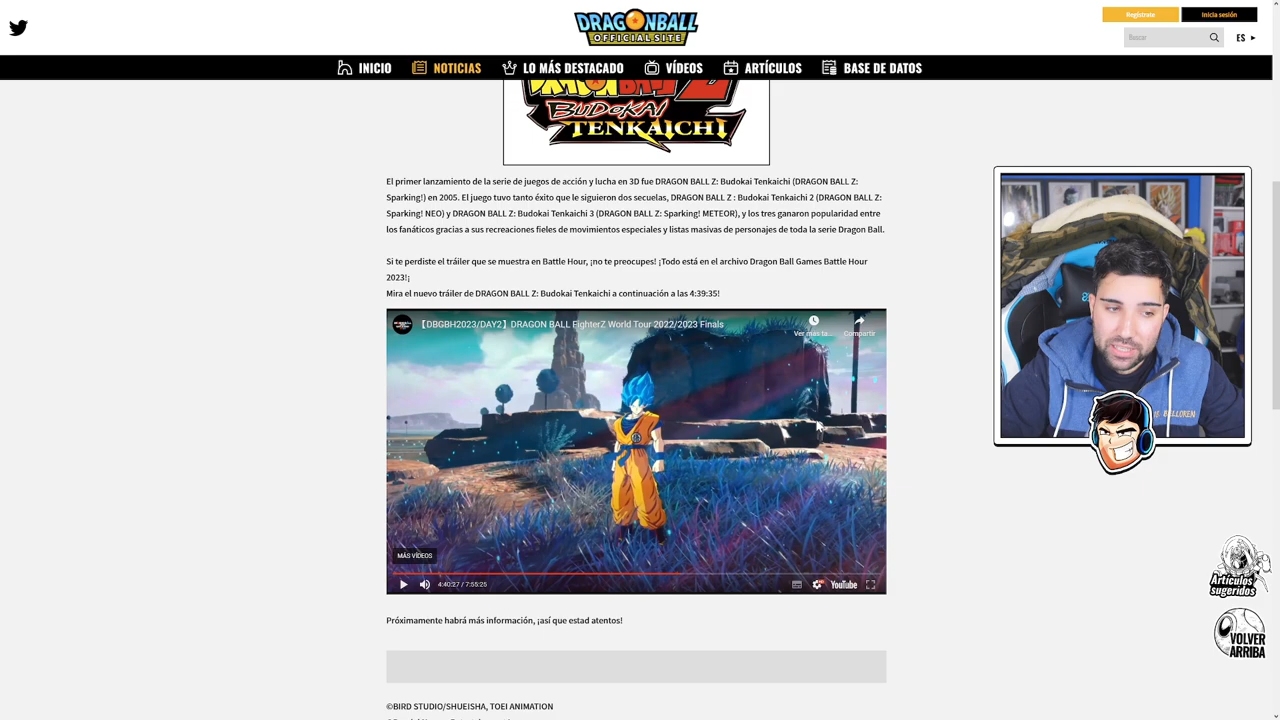 DRAGONBALL
OFFICIAL SITE
Regístrate
Inicia sesión
Buscar
ES
INICIO
NOTICIAS
LO MÁS DESTACADO
VÍDEOS
ARTÍCULOS
BASE DE DATOS
BUDOKAI
TENKAICHI
El primer lanzamiento de la serie de juegos de acción y lucha en 3D fue DRAGON BALL Z: Budokai Tenkaichi (DRAGON BALL Z:
Sparking!) en 2005. El juego tuvo tanto éxito que le siguieron dos secuelas, DRAGON BALL Z : Budokai Tenkaichi 2 (DRAGON BALL Z:
Sparking! NEO) y DRAGON BALL Z: Budokai Tenkaichi 3 (DRAGON BALL Z: Sparking! METEOR), y los tres ganaron popularidad entre
los fanáticos gracias a sus recreaciones fieles de movimientos especiales y listas masivas de personajes de toda la serie Dragon Ball.
Si te perdiste el tráiler que se muestra en Battle Hour, ¡no te preocupes! ¡Todo está en el archivo Dragon Ball Games Battle Hour
2023!¡
Mira el nuevo tráiler de DRAGON BALL Z: Budokai Tenkaichi a continuación a las 4:39:35!
【DBGBH2023/DAY2】DRAGON BALL FighterZ World Tour 2022/2023 Finals
Ver más ta...
Compartir
MÁS VÍDEOS
4:40:27 / 7:55:25
YouTube
Próximamente habrá más información, ¡así que estad atentos!
Artículos
sugeridos
VOLVER
ARRIBA
©BIRD STUDIO/SHUEISHA, TOEI ANIMATION